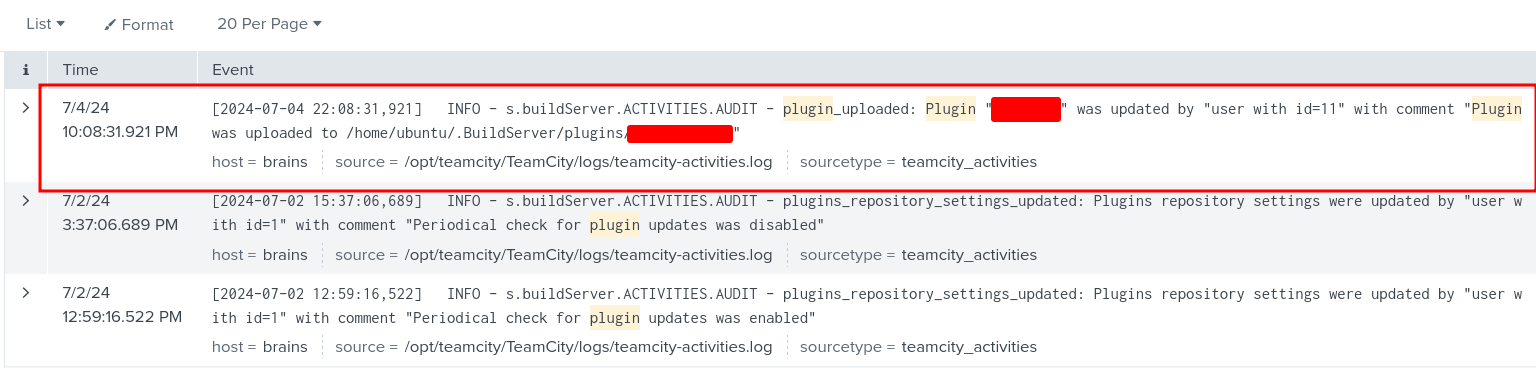 List Format 20 Per Page
i Time Event
7/4/24 [2024-07-04 22:08:31,921] INFO - s.buildServer.ACTIVITIES.AUDIT - plugin_uploaded: Plugin "" was updated by "user with id=11" with comment "Plugin
10:08:31.921 PM was uploaded to /home/ubuntu/.BuildServer/plugins/"
host = brains source = /opt/teamcity/TeamCity/logs/teamcity-activities.log sourcetype = teamcity_activities
7/2/24 [2024-07-02 15:37:06,689] INFO - s.buildServer.ACTIVITIES.AUDIT - plugins_repository_settings_updated: Plugins repository settings were updated by "user w
3:37:06.689 PM ith id=1" with comment "Periodical check for plugin updates was disabled"
host = brains source = /opt/teamcity/TeamCity/logs/teamcity-activities.log sourcetype = teamcity_activities
7/2/24 [2024-07-02 12:59:16,522] INFO - s.buildServer.ACTIVITIES.AUDIT - plugins_repository_settings_updated: Plugins repository settings were updated by "user w
12:59:16.522 PM ith id=1" with comment "Periodical check for plugin updates was enabled"
host = brains source = /opt/teamcity/TeamCity/logs/teamcity-activities.log sourcetype = teamcity_activities